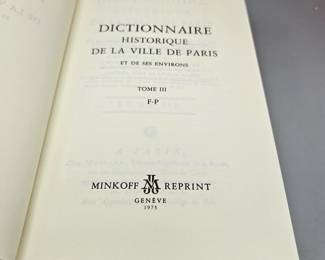 DICTIONNAIRE
HISTORIQUE
DE LA VILLE DE PARIS
ET DE SES ENVIRONS
TOME III
F-P
MINKOFF REPRINT
GENÈVE
1973